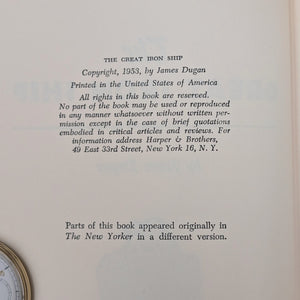 THE GREAT IRON SHIP
Copyright, 1953, by James Dugan
Printed in the United States of America
All rights in this book are reserved.
No part of the book may be used or reproduced
in any manner whatsoever without written per-
mission except in the case of brief quotations
embodied in critical articles and reviews. For
information address Harper & Brothers,
49 East 33rd Street, New York 16, N. Y.
Parts of this book appeared originally in
The New Yorker in a different version.